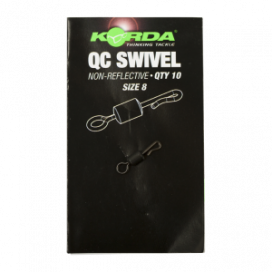 KORDA
THINKING TACKLE
QC SWIVEL
NON-REFLECTIVE • QTY 10
SIZE 8